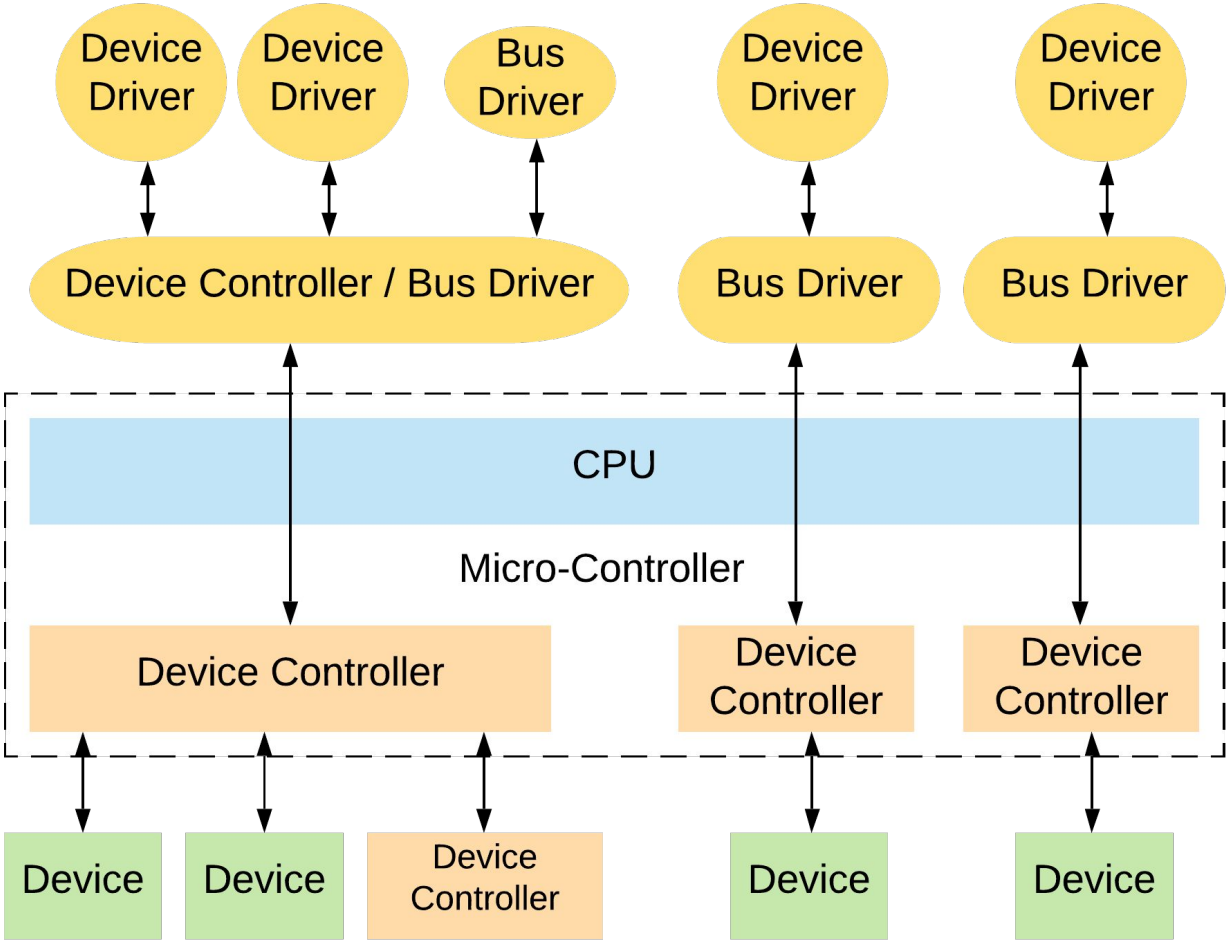 Device
Driver
Device
Driver
Bus
Driver
Device
Driver
Device
Driver
Device Controller / Bus Driver
Bus Driver
Bus Driver
CPU
Micro-Controller
Device Controller
Device
Controller
Device
Controller
Device
Device
Device
Controller
Device
Device